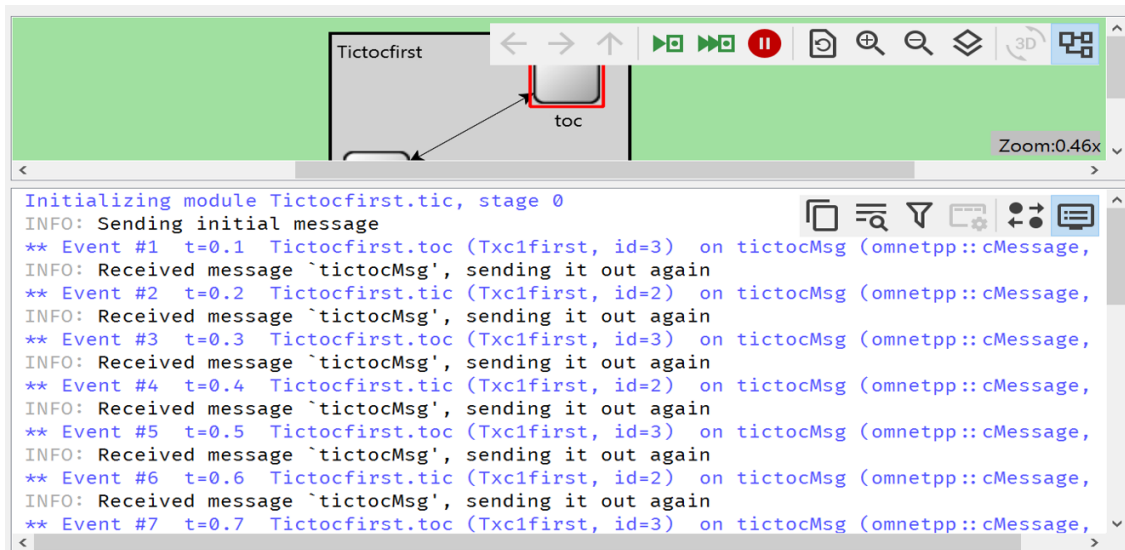 Tictocfirst
3D
toc
Zoom:0.46x
Initializing module Tictocfirst.tic, stage 0
INFO: Sending initial message
** Event #1  t=0.1  Tictocfirst.toc (Txc1first, id=3)  on tictocMsg (omnetpp::cMessage,
INFO: Received message `tictocMsg', sending it out again
** Event #2  t=0.2  Tictocfirst.tic (Txc1first, id=2)  on tictocMsg (omnetpp::cMessage,
INFO: Received message `tictocMsg', sending it out again
** Event #3  t=0.3  Tictocfirst.toc (Txc1first, id=3)  on tictocMsg (omnetpp::cMessage,
INFO: Received message `tictocMsg', sending it out again
** Event #4  t=0.4  Tictocfirst.tic (Txc1first, id=2)  on tictocMsg (omnetpp::cMessage,
INFO: Received message `tictocMsg', sending it out again
** Event #5  t=0.5  Tictocfirst.toc (Txc1first, id=3)  on tictocMsg (omnetpp::cMessage,
INFO: Received message `tictocMsg', sending it out again
** Event #6  t=0.6  Tictocfirst.tic (Txc1first, id=2)  on tictocMsg (omnetpp::cMessage,
INFO: Received message `tictocMsg', sending it out again
** Event #7  t=0.7  Tictocfirst.toc (Txc1first, id=3)  on tictocMsg (omnetpp::cMessage,